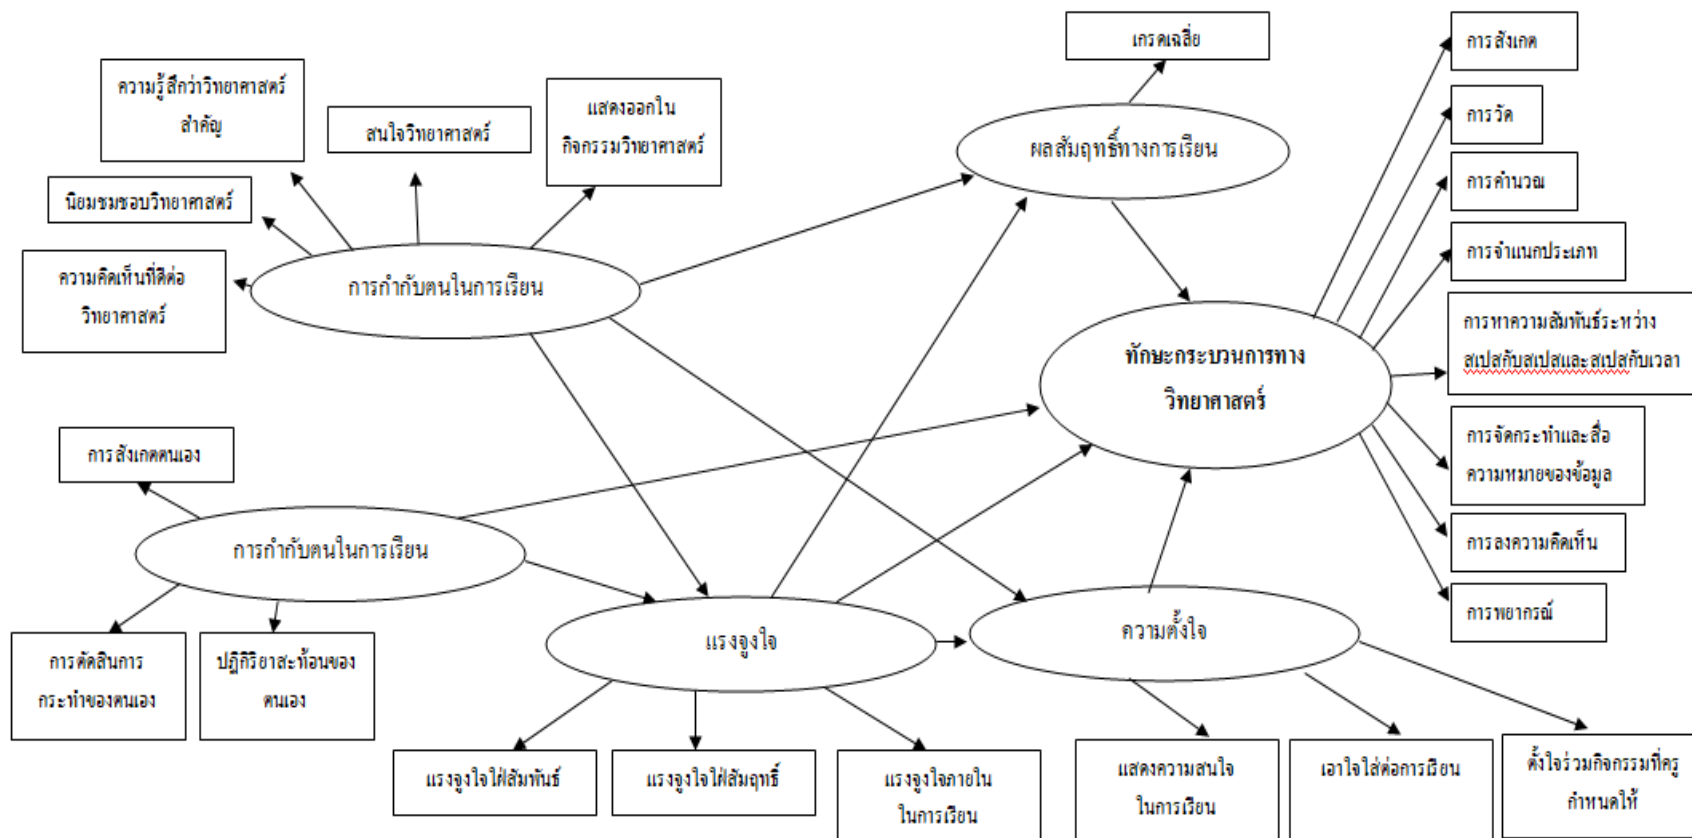 เกรดเฉลี่ย
การสังเกต
ความรู้สึกว่าวิทยาศาสตร์
สำคัญ
สนใจวิทยาศาสตร์
แสดงออกใน
กิจกรรมวิทยาศาสตร์
การวัด
ผลสัมฤทธิ์ทางการเรียน
นิยมชมชอบวิทยาศาสตร์
การคำนวณ
ความคิดเห็นที่ดีต่อ
วิทยาศาสตร์
การกำกับตนในการเรียน
การจำแนกประเภท
ทักษะกระบวนการทาง
วิทยาศาสตร์
การหาความสัมพันธ์ระหว่าง
สเปสกับสเปสและสเปสกับเวลา
การสังเกตตนเอง
การจัดกระทำและสื่อ
ความหมายของข้อมูล
การกำกับตนในการเรียน
การลงความคิดเห็น
การพยากรณ์
แรงจูงใจ
ความตั้งใจ
การตัดสินการ
กระทำของตนเอง
ปฏิกิริยาสะท้อนของ
ตนเอง
แรงจูงใจใฝ่สัมพันธ์
แรงจูงใจใฝ่สัมฤทธิ์
แรงจูงใจภายใน
ในการเรียน
แสดงความสนใจ
ในการเรียน
เอาใจใส่ต่อการเรียน
ตั้งใจร่วมกิจกรรมที่ครู
กำหนดให้